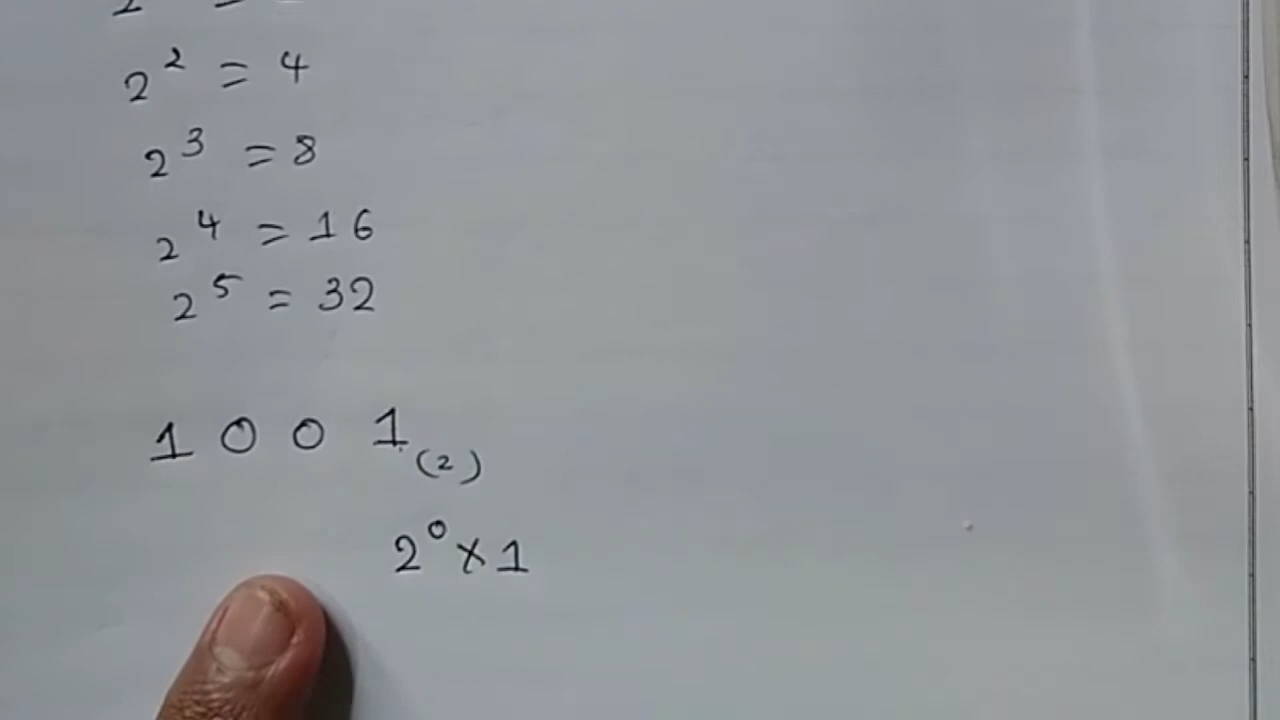 2² = 4
2³ = 8
2⁴ = 16
2⁵ = 32
1 0 0 1₍₂₎
2⁰ × 1